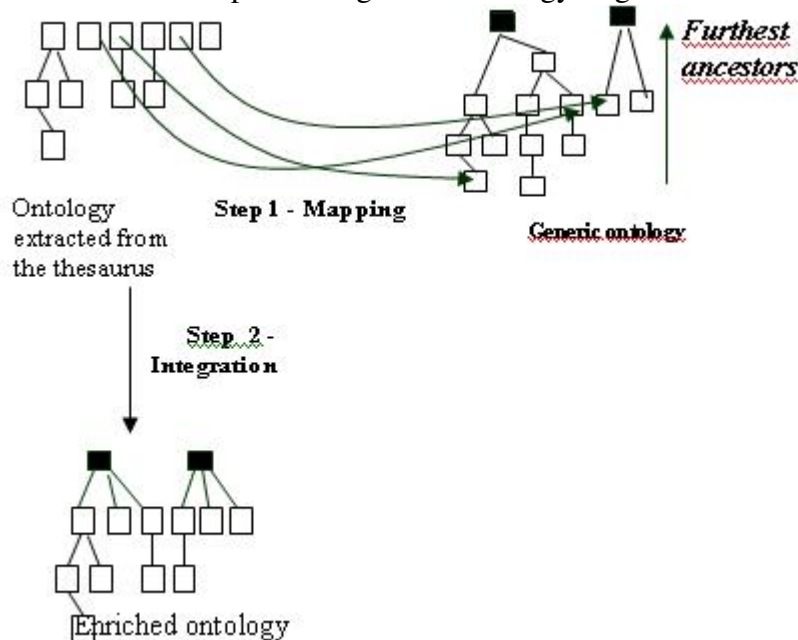 Furthest
ancestors
Ontology
extracted from
the thesaurus
Step 1 - Mapping
Generic ontology
Step 2 -
Integration
Enriched ontology